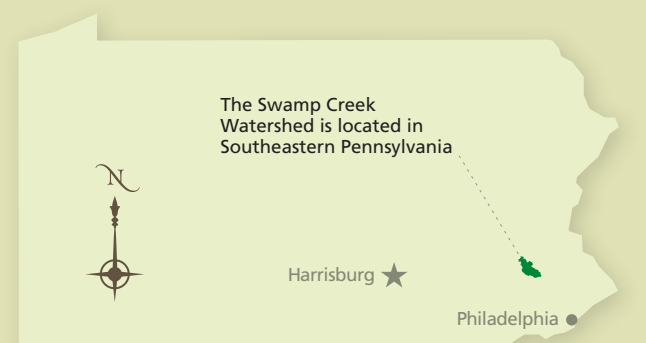 The Swamp Creek
Watershed is located in
Southeastern Pennsylvania
N
Harrisburg
Philadelphia